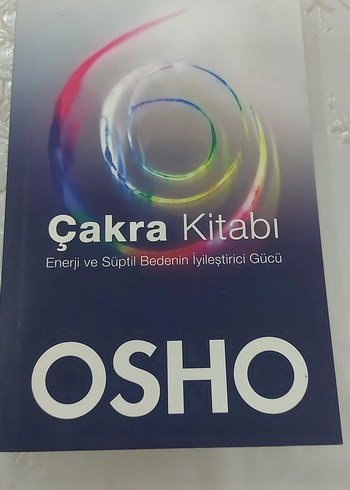 Çakra Kitabı
Enerji ve Süptil Bedenin İyileştirici Gücü
OSHO